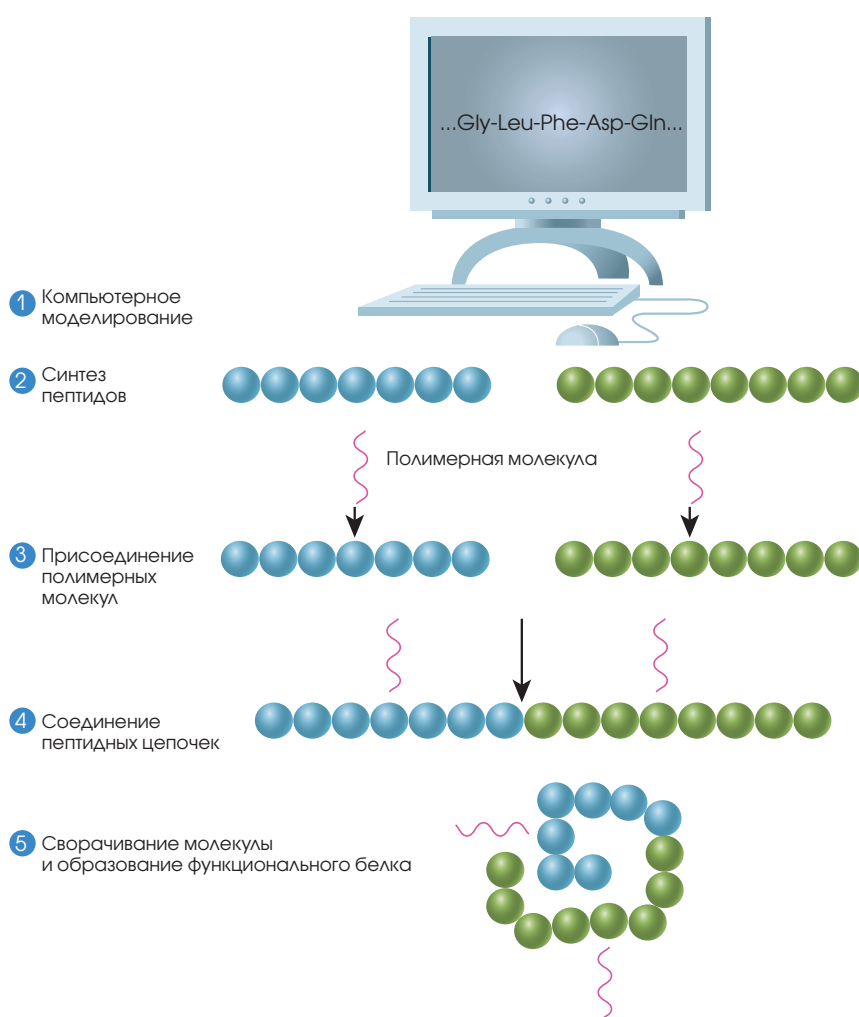 ...Gly-Leu-Phe-Asp-Gln...
1 Компьютерное
моделирование
2 Синтез
пептидов
Полимерная молекула
3 Присоединение
полимерных
молекул
4 Соединение
пептидных цепочек
5 Сворачивание молекулы
и образование функционального белка